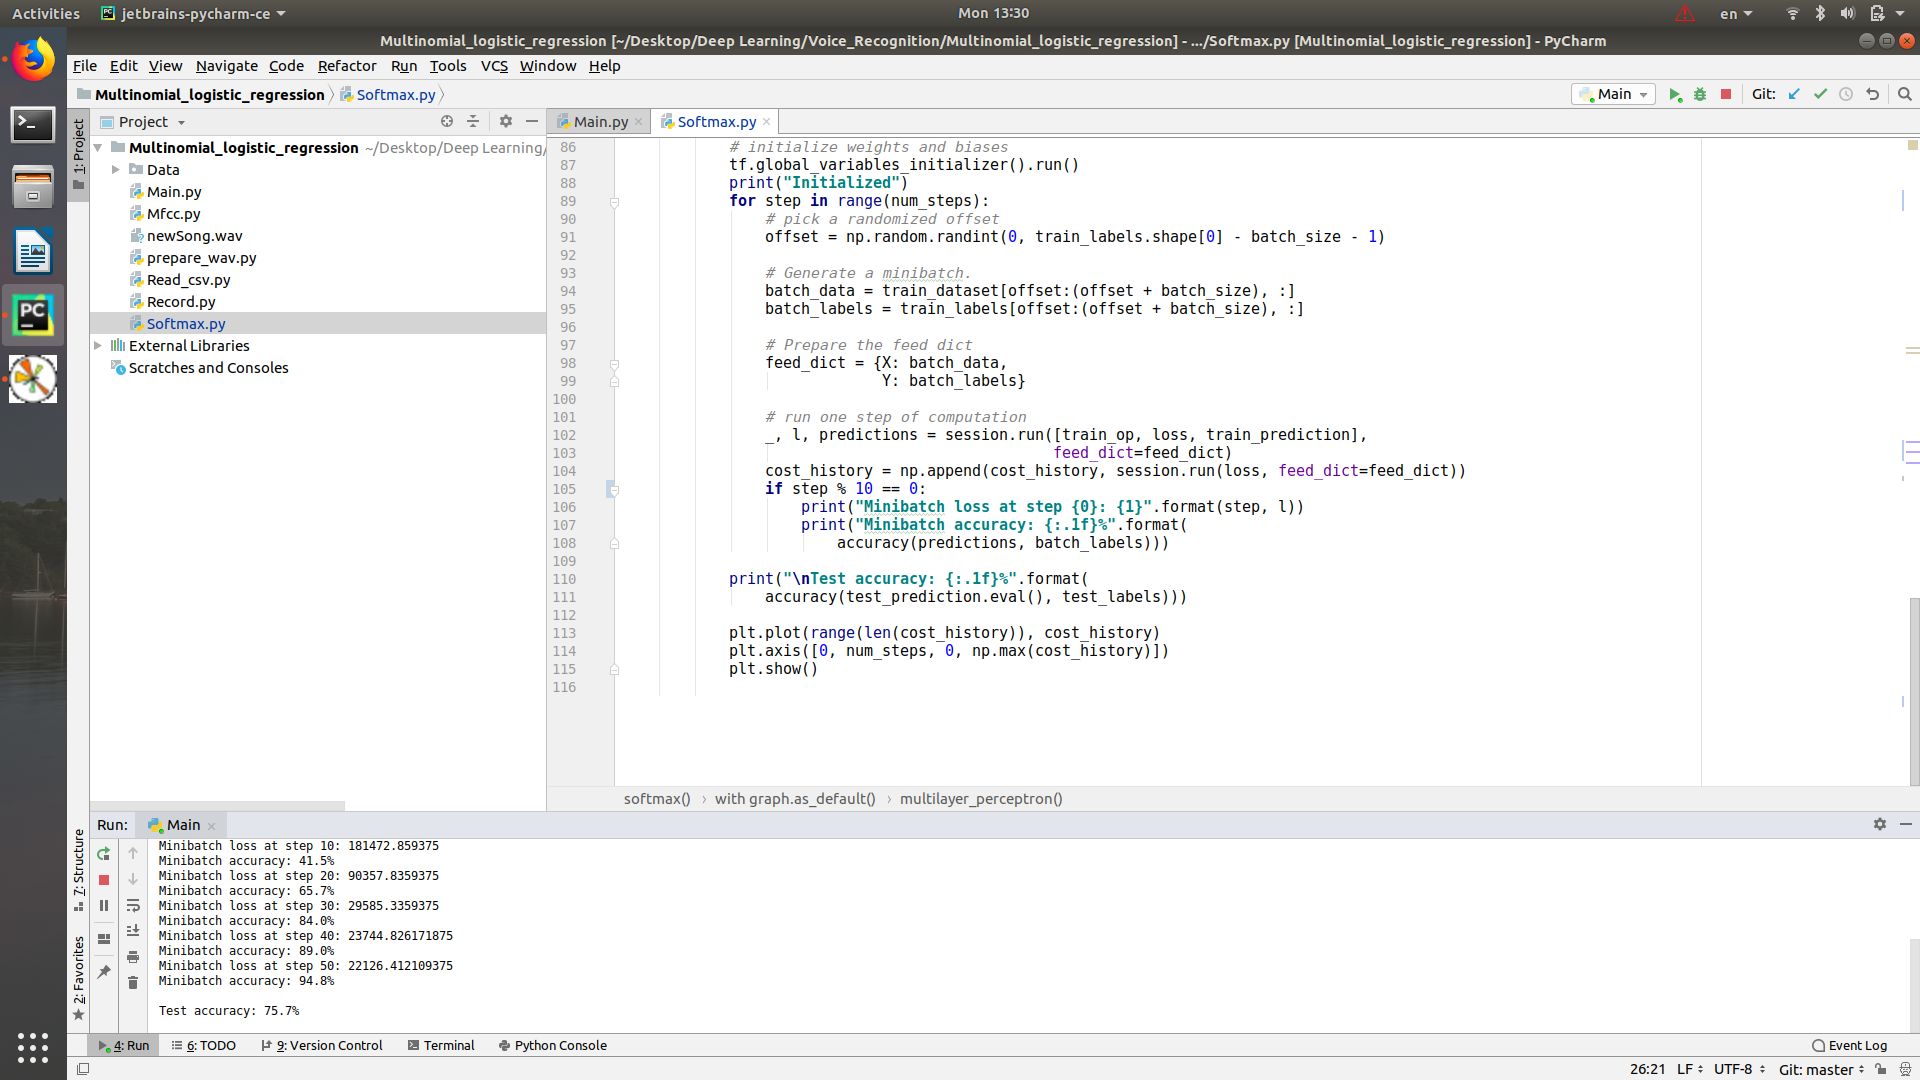 Activities
jetbrains-pycharm-ce
Mon 13:30
en
Multinomial_logistic_regression [~/Desktop/Deep Learning/Voice_Recognition/Multinomial_logistic_regression] - .../Softmax.py [Multinomial_logistic_regression] - PyCharm
File Edit View Navigate Code Refactor Run Tools VCS Window Help
Multinomial_logistic_regression
Softmax.py
Main
Git:
1: Project
Project
Multinomial_logistic_regression ~/Desktop/Deep Learning/
Data
Main.py
Mfcc.py
newSong.wav
prepare_wav.py
Read_csv.py
Record.py
Softmax.py
External Libraries
Scratches and Consoles
Main.py
Softmax.py
86 # initialize weights and biases
87 tf.global_variables_initializer().run()
88 print("Initialized")
89 for step in range(num_steps):
90 # pick a randomized offset
91 offset = np.random.randint(0, train_labels.shape[0] - batch_size - 1)
92
93 # Generate a minibatch.
94 batch_data = train_dataset[offset:(offset + batch_size), :]
95 batch_labels = train_labels[offset:(offset + batch_size), :]
96
97 # Prepare the feed dict
98 feed_dict = {X: batch_data,
99 Y: batch_labels}
100
101 # run one step of computation
102 _, l, predictions = session.run([train_op, loss, train_prediction],
103 feed_dict=feed_dict)
104 cost_history = np.append(cost_history, session.run(loss, feed_dict=feed_dict))
105 if step % 10 == 0:
106 print("Minibatch loss at step {0}: {1}".format(step, l))
107 print("Minibatch accuracy: {:.1f}%".format(
108 accuracy(predictions, batch_labels)))
109
110 print("\nTest accuracy: {:.1f}%".format(
111 accuracy(test_prediction.eval(), test_labels)))
112
113 plt.plot(range(len(cost_history)), cost_history)
114 plt.axis([0, num_steps, 0, np.max(cost_history)])
115 plt.show()
116
softmax() › with graph.as_default() › multilayer_perceptron()
Run: Main
7: Structure
2: Favorites
Minibatch loss at step 10: 181472.859375
Minibatch accuracy: 41.5%
Minibatch loss at step 20: 90357.8359375
Minibatch accuracy: 65.7%
Minibatch loss at step 30: 29585.3359375
Minibatch accuracy: 84.0%
Minibatch loss at step 40: 23744.826171875
Minibatch accuracy: 89.0%
Minibatch loss at step 50: 22126.412109375
Minibatch accuracy: 94.8%
Test accuracy: 75.7%
4: Run
6: TODO
9: Version Control
Terminal
Python Console
Event Log
26:21 LF UTF-8 Git: master